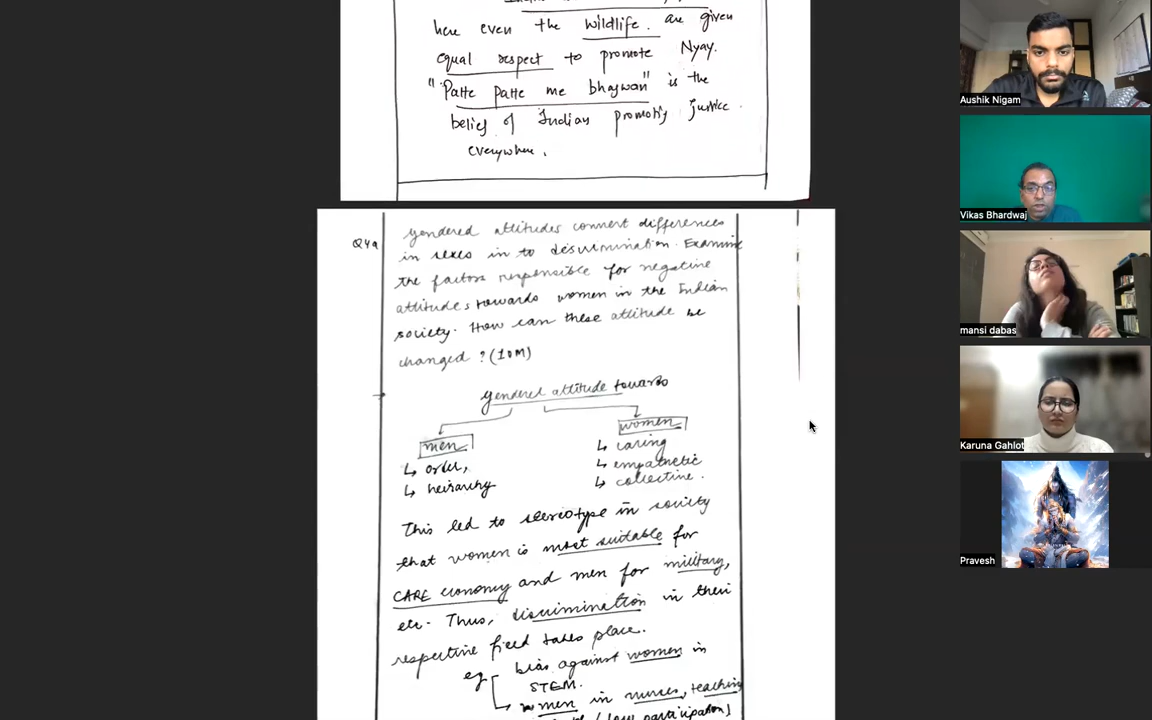 here even the wildlife. are given
equal respect to promote Nyay.
"Patte patte me bhagwan" is the
belief of Indian promoting justice
everywhere.
Q4a
gendered attitudes convert differences
in sexes in to discrimination. Examine
the factors responsible for negative
attitudes towards women in the Indian
society. How can these attitude be
changed ? (10M)
gendered attitude towards
men
↳ order,
↳ heirarchy
women
↳ caring
↳ empathetic
↳ collective.
This led to stereotype in society
that women is most suitable for
CARE economy and men for military,
etc. Thus, discrimination in their
respective field takes place.
eg bias against women in
STEM.
men in nurses, teaching
(low participation)
Aushik Nigam
Vikas Bhardwaj
mansi dabas
Karuna Gahlot
Pravesh